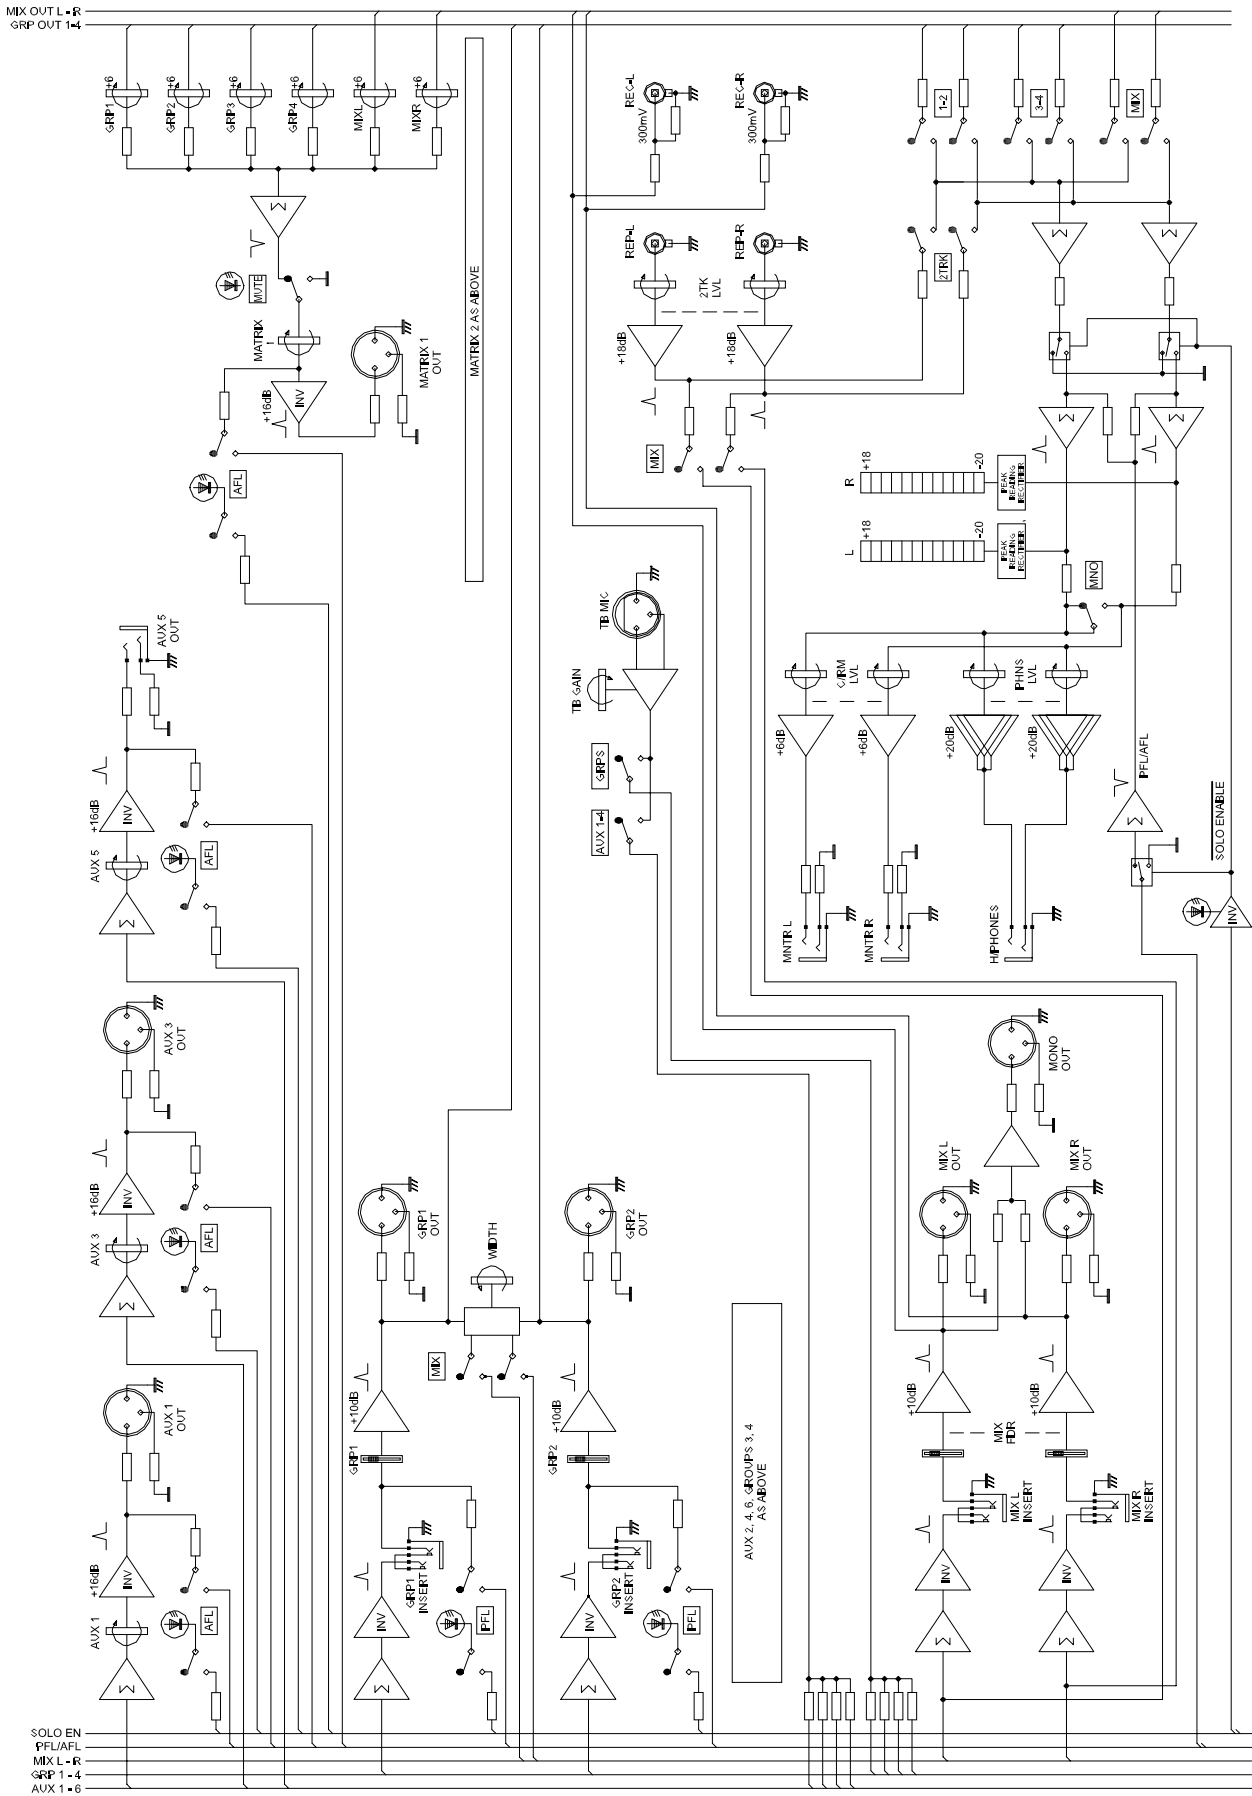 MIX OUT L - R
GRP OUT 1-4
GRP1
+6
GRP2
+6
GRP3
+6
GRP4
+6
MIXL
+6
MIXR
+6
Σ
MUTE
MATRIX 1
MATRIX 1
OUT
+16dB
INV
AFL
MATRIX 2 AS ABOVE
REC-L
300mV
REC-R
300mV
REP-L
REP-R
2TK
LVL
+18dB
+18dB
MIX
1-2
3-4
MIX
2TRK
Σ
Σ
Σ
Σ
R
+18
-20
PEAK
READING
RECTIFIER
L
+18
-20
PEAK
READING
RECTIFIER
MNO
TB MIC
TB GAIN
GRPS
AUX 1-4
C/RM
LVL
PHNS
LVL
+6dB
+6dB
+20dB
+20dB
PFL/AFL
Σ
SOLO ENABLE
INV
MNTR L
MNTR R
H/PHONES
AUX 5
OUT
+16dB
INV
AUX 5
AFL
Σ
AUX 3
OUT
+16dB
INV
AUX 3
AFL
Σ
AUX 1
OUT
+16dB
INV
AUX 1
AFL
Σ
GRP1
OUT
WIDTH
GRP2
OUT
MIX
+10dB
GRP1
+10dB
GRP2
GRP1
INSERT
INV
PFL
Σ
GRP2
INSERT
INV
PFL
Σ
AUX 2, 4, 6, GROUPS 3, 4
AS ABOVE
MONO
OUT
MIX L
OUT
MIX R
OUT
+10dB
MIX
FDR
+10dB
MIX L
INSERT
MIX R
INSERT
INV
INV
Σ
Σ
SOLO EN
PFL/AFL
MIX L - R
GRP 1 - 4
AUX 1 - 6